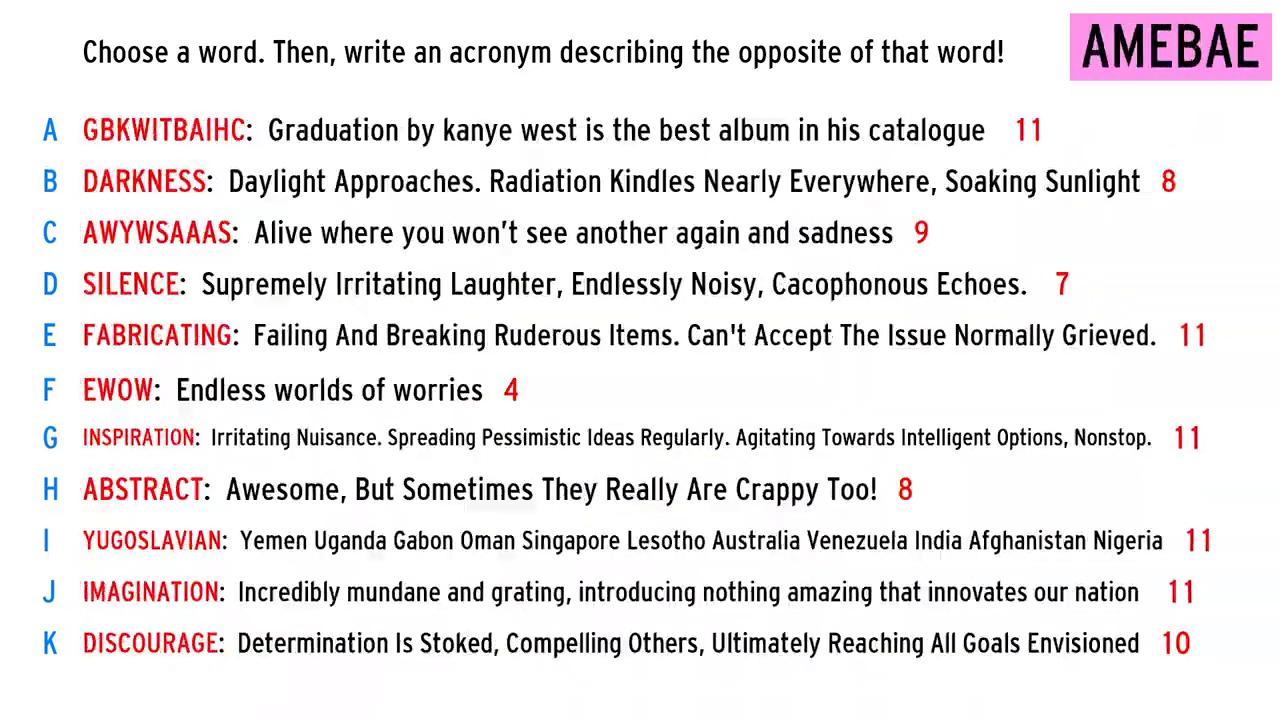 Choose a word. Then, write an acronym describing the opposite of that word!
AMEBAE
A GBKWITBAIHC: Graduation by kanye west is the best album in his catalogue 11
B DARKNESS: Daylight Approaches. Radiation Kindles Nearly Everywhere, Soaking Sunlight 8
C AWYWSAAAS: Alive where you won't see another again and sadness 9
D SILENCE: Supremely Irritating Laughter, Endlessly Noisy, Cacophonous Echoes. 7
E FABRICATING: Failing And Breaking Ruderous Items. Can't Accept The Issue Normally Grieved. 11
F EWOW: Endless worlds of worries 4
G INSPIRATION: Irritating Nuisance. Spreading Pessimistic Ideas Regularly. Agitating Towards Intelligent Options, Nonstop. 11
H ABSTRACT: Awesome, But Sometimes They Really Are Crappy Too! 8
I YUGOSLAVIAN: Yemen Uganda Gabon Oman Singapore Lesotho Australia Venezuela India Afghanistan Nigeria 11
J IMAGINATION: Incredibly mundane and grating, introducing nothing amazing that innovates our nation 11
K DISCOURAGE: Determination Is Stoked, Compelling Others, Ultimately Reaching All Goals Envisioned 10